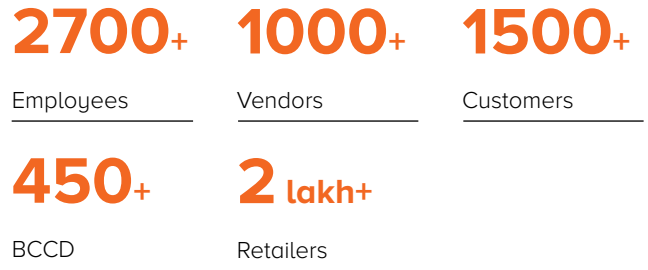 2700+ 1000+ 1500+
Employees Vendors Customers
450+ 2 lakh+
BCCD Retailers